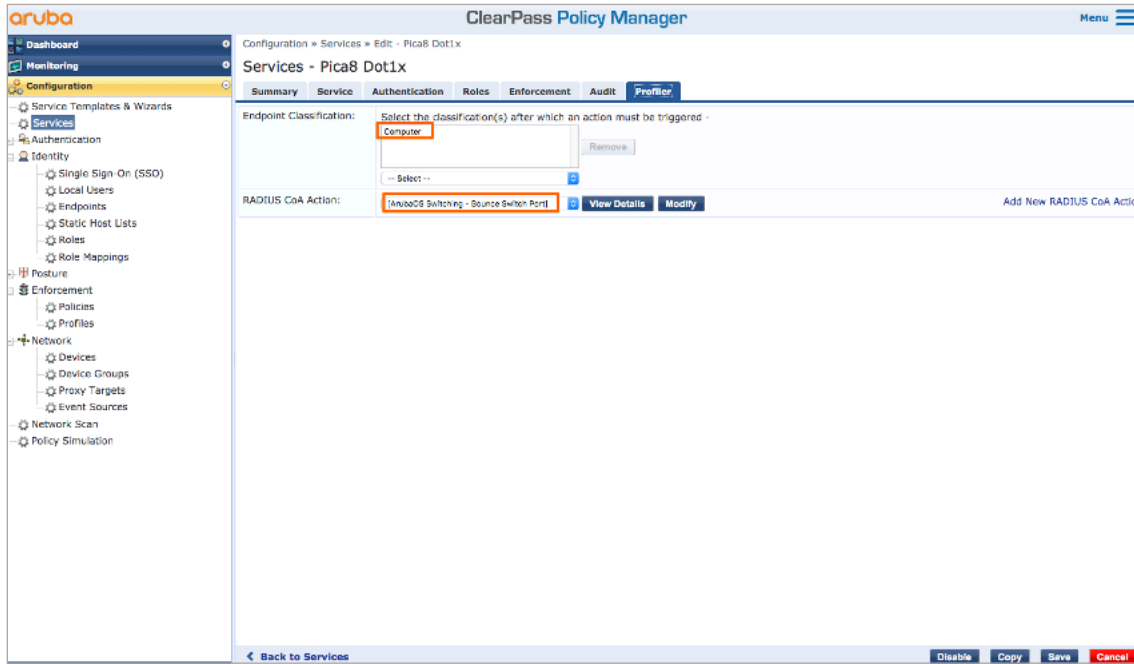 aruba
ClearPass Policy Manager
Menu
Dashboard
Monitoring
Configuration
Service Templates & Wizards
Services
Authentication
Identity
Single Sign-On (SSO)
Local Users
Endpoints
Static Host Lists
Roles
Role Mappings
Posture
Enforcement
Policies
Profiles
Network
Devices
Device Groups
Proxy Targets
Event Sources
Network Scan
Policy Simulation
Configuration » Services » Edit - Pica8 Dot1x
Services - Pica8 Dot1x
Summary Service Authentication Roles Enforcement Audit Profiler
Endpoint Classification: Select the classification(s) after which an action must be triggered -
Computer
Remove
-- Select --
RADIUS CoA Action: [ArubaOS Switching - Bounce Switch Port] View Details Modify Add New RADIUS CoA Actio
Back to Services Disable Copy Save Cancel